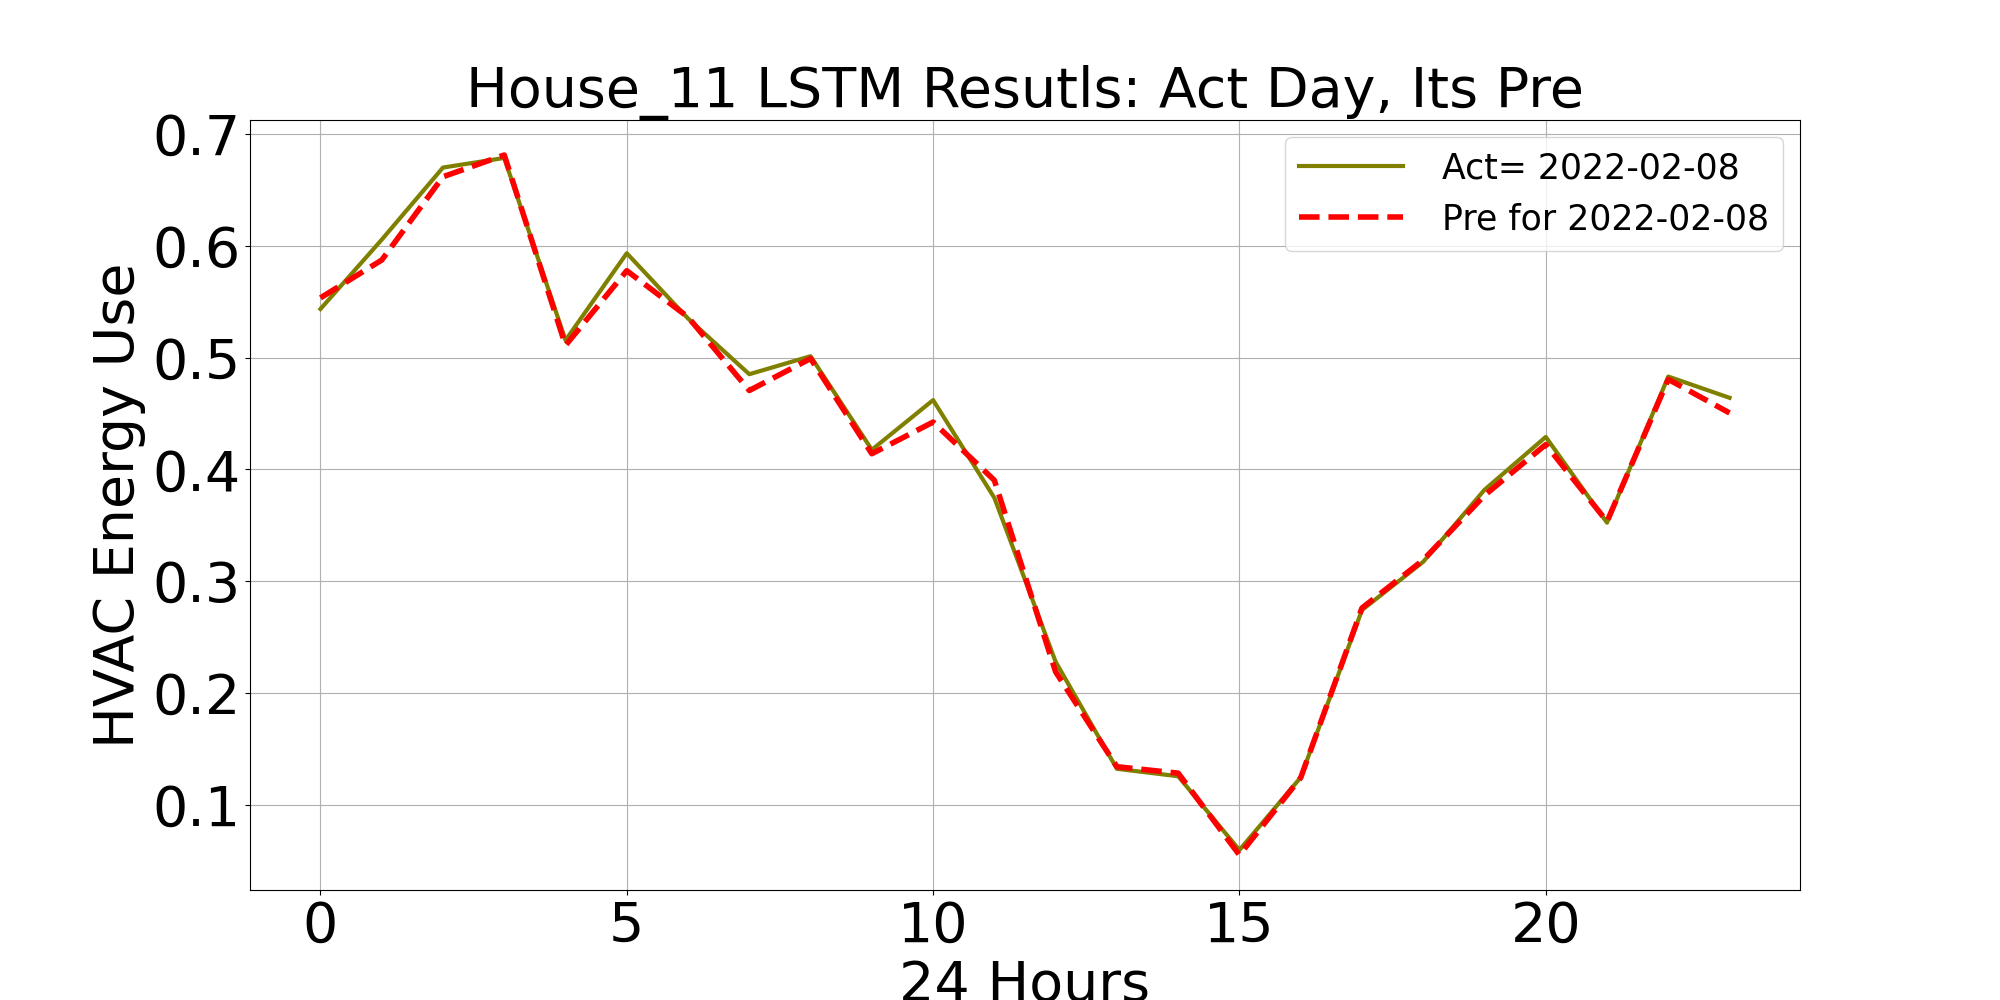 House_11 LSTM Resutls: Act Day, Its Pre
Act= 2022-02-08
Pre for 2022-02-08
HVAC Energy Use
0.7
0.6
0.5
0.4
0.3
0.2
0.1
0 5 10 15 20
24 Hours